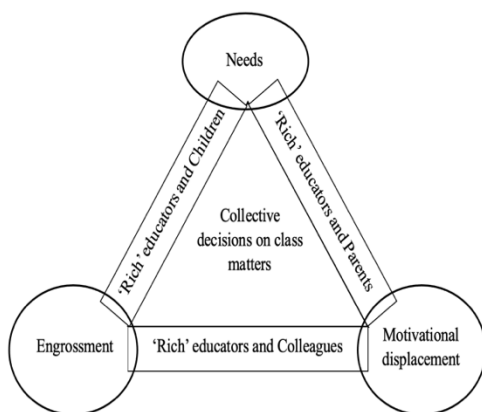 Needs
'Rich' educators and Children
'Rich' educators and Parents
Collective
decisions on class
matters
Engrossment
'Rich' educators and Colleagues
Motivational
displacement